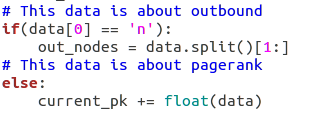 # This data is about outbound
if(data[0] == 'n'):
    out_nodes = data.split()[1:]
# This data is about pagerank
else:
    current_pk += float(data)